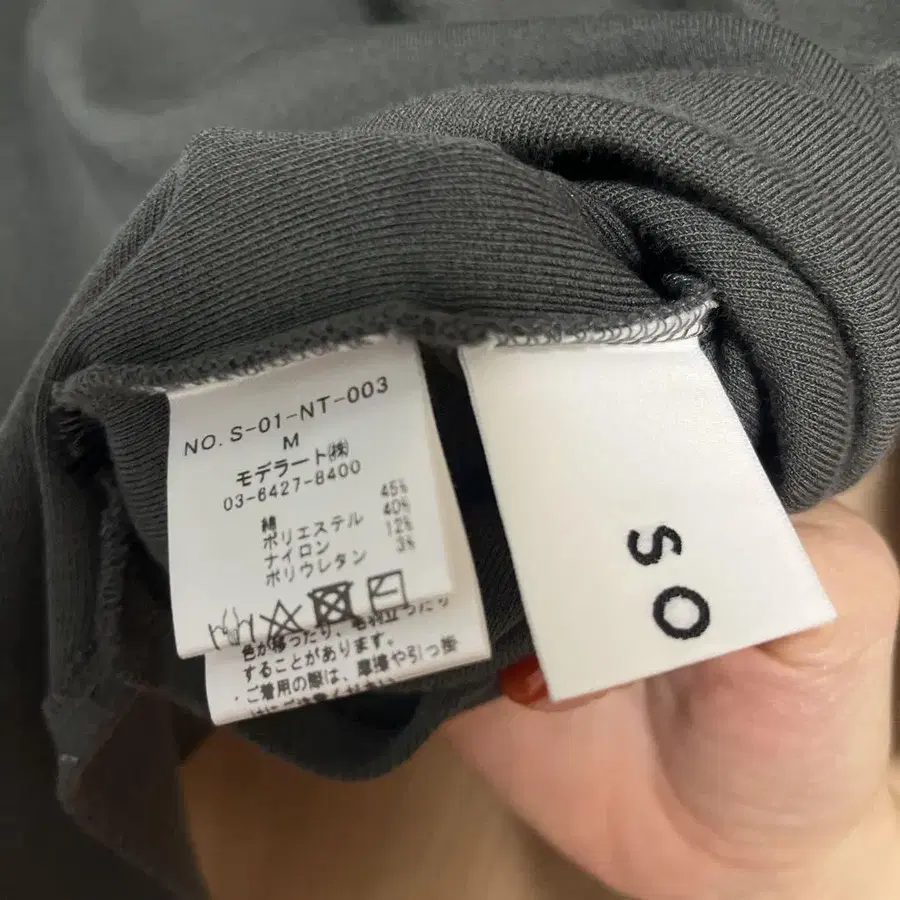 NO. S-01-NT-003
M
モデラート㈱
03-6427-8400
綿 45%
ポリエステル 40%
ナイロン 12%
ポリウレタン 3%
色が移ったり、毛羽立ったり
することがあります。
・ご着用の際は、摩擦や引っ掛
SO